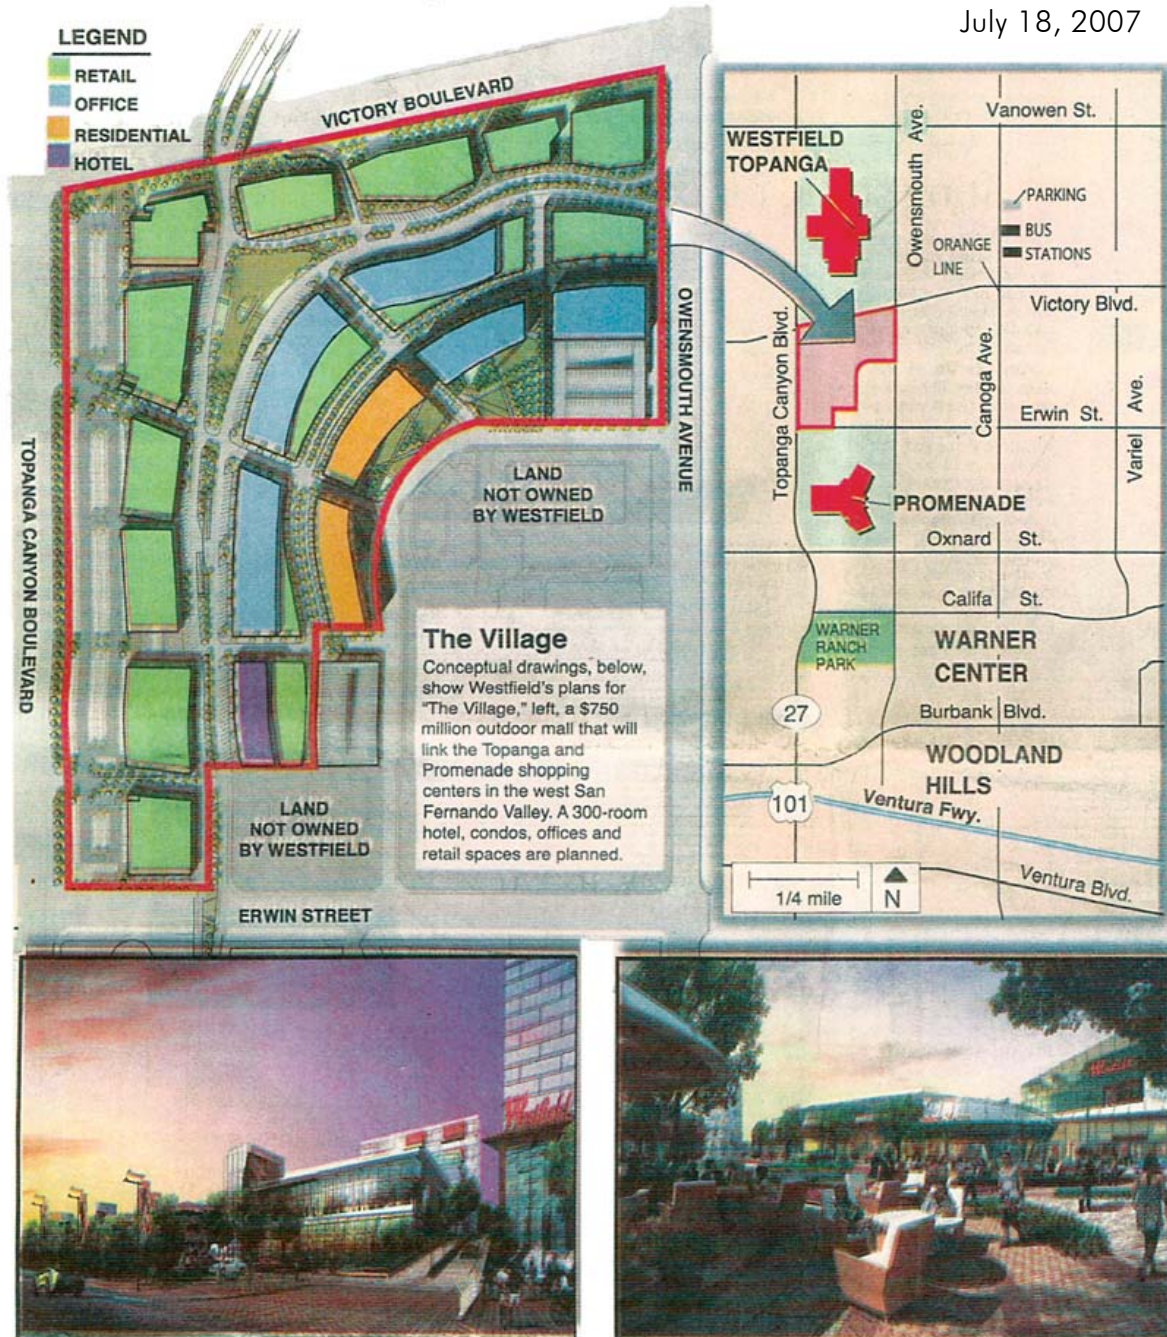 July 18, 2007
LEGEND
RETAIL
OFFICE
RESIDENTIAL
HOTEL
VICTORY BOULEVARD
TOPANGA CANYON BOULEVARD
OWENSMOUTH AVENUE
LAND
NOT OWNED
BY WESTFIELD
The Village
Conceptual drawings, below,
show Westfield's plans for
"The Village," left, a $750
million outdoor mall that will
link the Topanga and
Promenade shopping
centers in the west San
Fernando Valley. A 300-room
hotel, condos, offices and
retail spaces are planned.
LAND
NOT OWNED
BY WESTFIELD
ERWIN STREET
Vanowen St.
WESTFIELD
TOPANGA
Owensmouth Ave.
PARKING
BUS
STATIONS
ORANGE
LINE
Victory Blvd.
Topanga Canyon Blvd.
Canoga Ave.
Erwin St.
Variel Ave.
PROMENADE
Oxnard St.
Califa St.
WARNER
RANCH
PARK
WARNER
CENTER
27
Burbank Blvd.
WOODLAND
HILLS
101
Ventura Fwy.
Ventura Blvd.
1/4 mile
N
Westfield